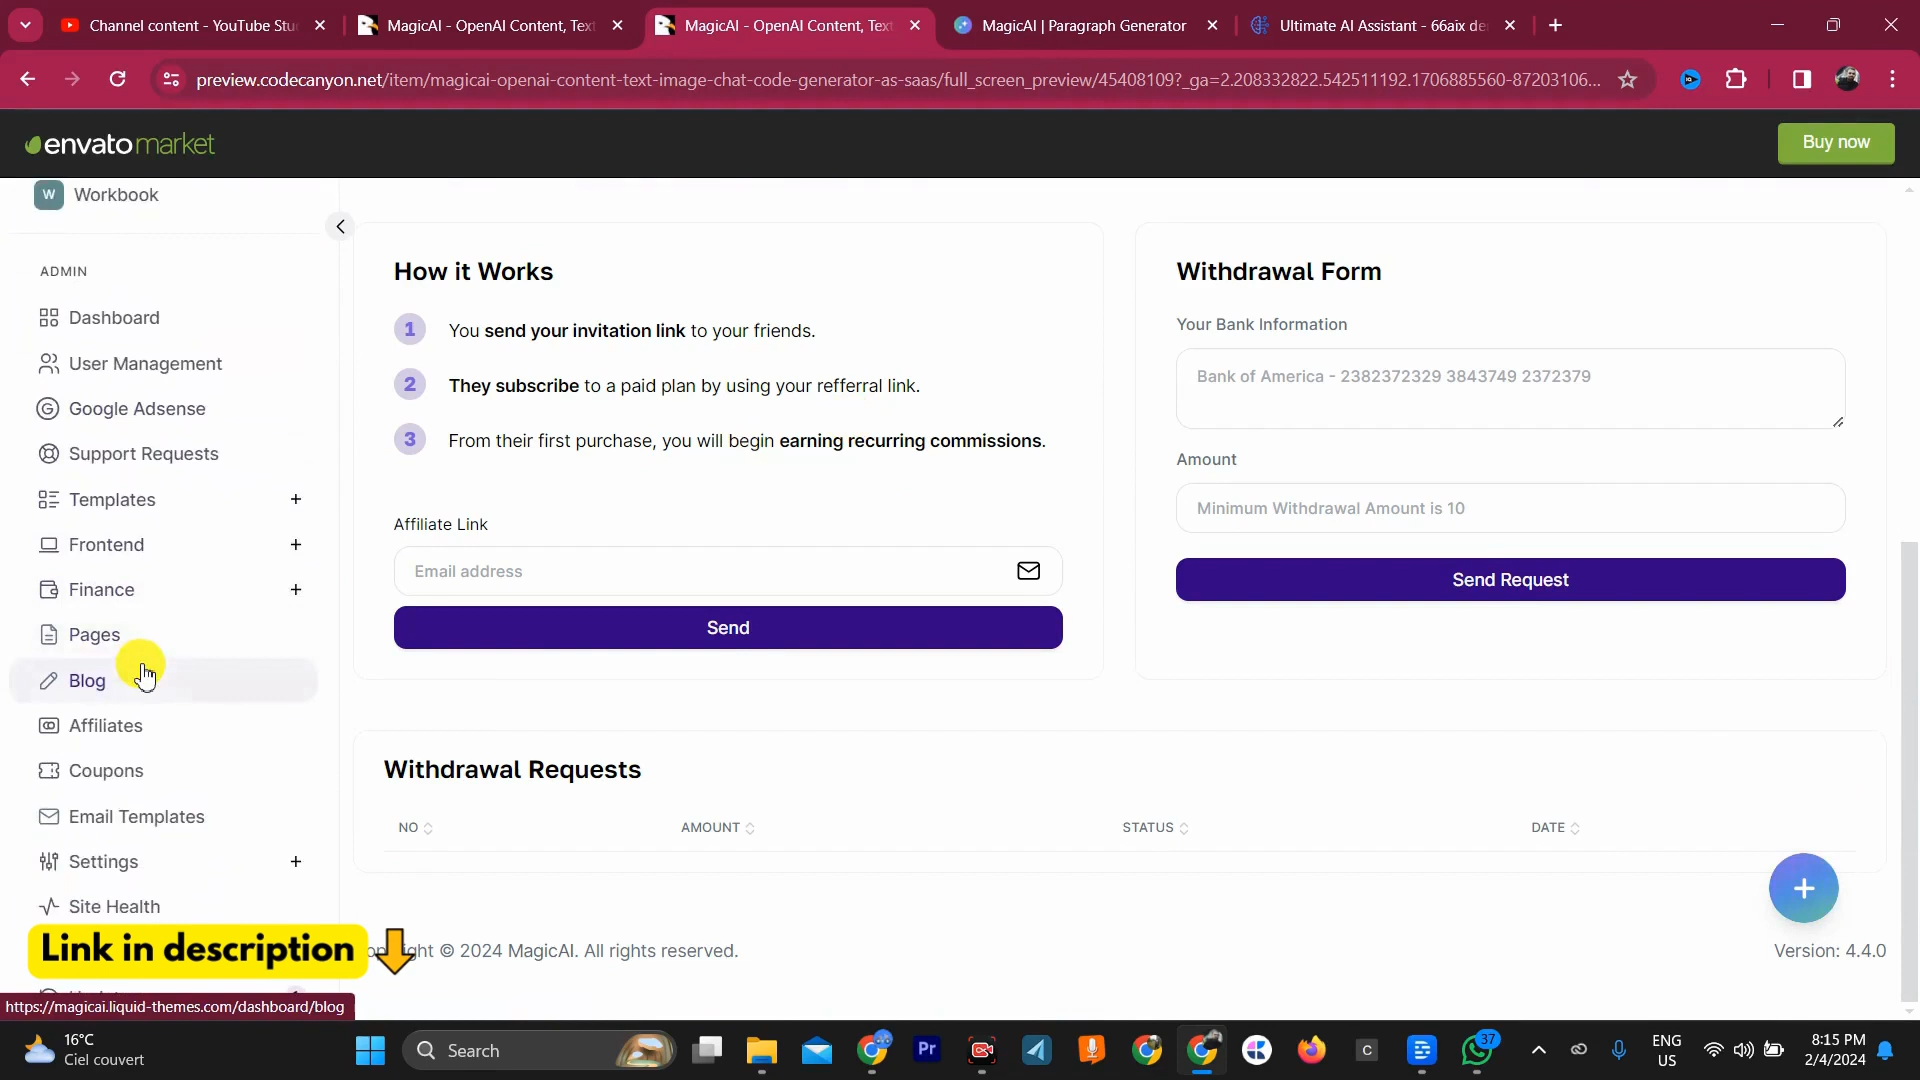 Channel content - YouTube Stu
MagicAI - OpenAI Content, Text
MagicAI - OpenAI Content, Text
MagicAI | Paragraph Generator
Ultimate AI Assistant - 66aix de
preview.codecanyon.net/item/magicai-openai-content-text-image-chat-code-generator-as-saas/full_screen_preview/45408109?_ga=2.208332822.542511192.1706885560-87203106...
envato market
Buy now
W Workbook
ADMIN
Dashboard
User Management
Google Adsense
Support Requests
Templates +
Frontend +
Finance +
Pages
Blog
Affiliates
Coupons
Email Templates
Settings +
Site Health
How it Works
1 You send your invitation link to your friends.
2 They subscribe to a paid plan by using your refferral link.
3 From their first purchase, you will begin earning recurring commissions.
Affiliate Link
Email address
Send
Withdrawal Form
Your Bank Information
Bank of America - 2382372329 3843749 2372379
Amount
Minimum Withdrawal Amount is 10
Send Request
Withdrawal Requests
NO AMOUNT STATUS DATE
Link in description
© 2024 MagicAI. All rights reserved.
Version: 4.4.0
https://magicai.liquid-themes.com/dashboard/blog
16°C
Ciel couvert
Search
Pr
C
37
ENG
US
8:15 PM
2/4/2024